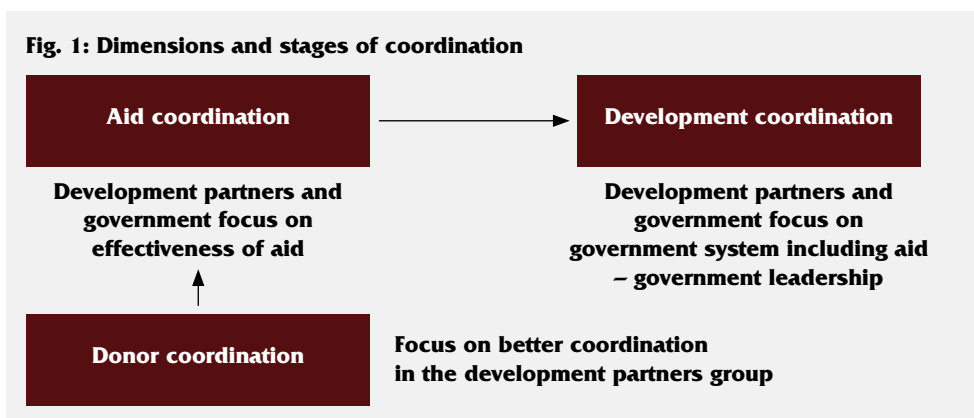 Fig. 1: Dimensions and stages of coordination
Aid coordination
Development coordination
Development partners and
government focus on
effectiveness of aid
Development partners and
government focus on
government system including aid
– government leadership
Donor coordination
Focus on better coordination
in the development partners group